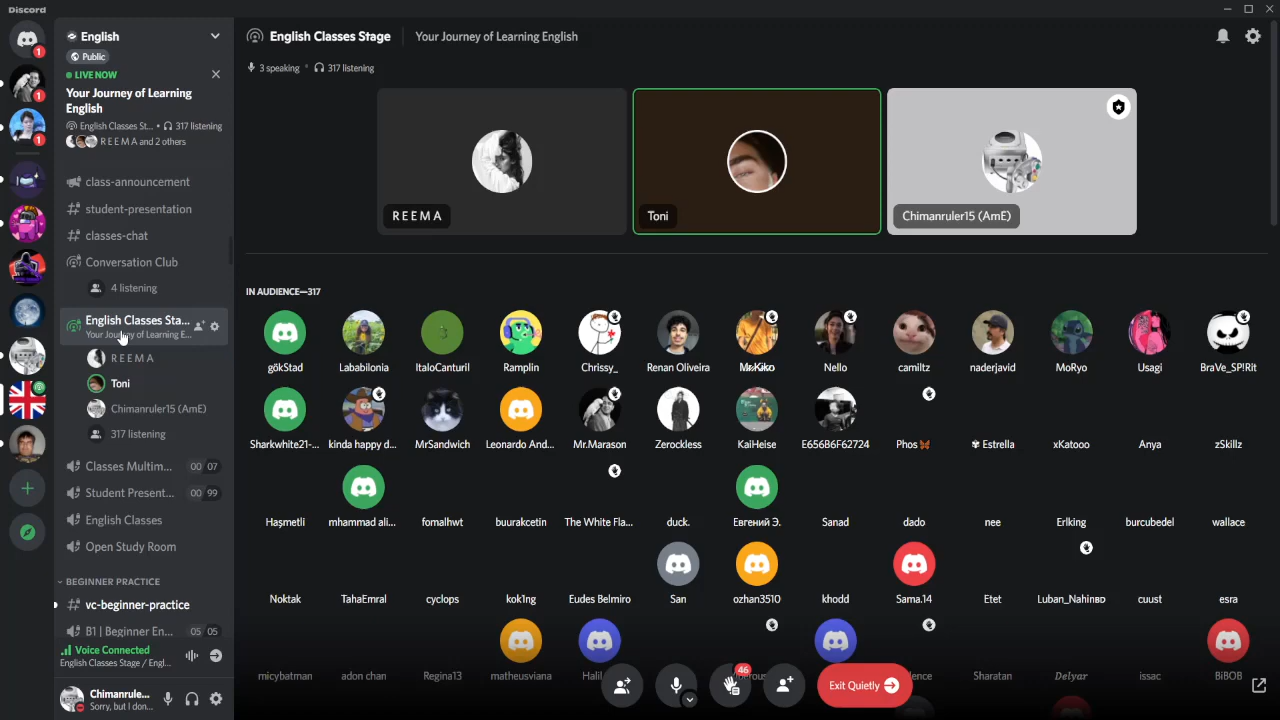 Discord
1
1
1
English
Public
LIVE NOW
Your Journey of Learning
English
English Classes St... • 317 listening
R E E M A and 2 others
class-announcement
student-presentation
classes-chat
Conversation Club
4 listening
English Classes Sta...
Your Journey of Learning E...
R E E M A
Toni
Chimanruler15 (AmE)
317 listening
Classes Multim... 00 07
Student Present... 00 99
English Classes
Open Study Room
BEGINNER PRACTICE
vc-beginner-practice
B1 | Beginner En... 05 05
Voice Connected
English Classes Stage / Engl...
Chimanrule...
Sorry, but I don...
English Classes Stage
Your Journey of Learning English
3 speaking • 317 listening
R E E M A
Toni
Chimanruler15 (AmE)
IN AUDIENCE—317
gökStad Lababilonia ItaloCanturil Ramplin Chrissy_ Renan Oliveira Mr.Kiko Nello camiltz naderjavid MoRyo Usagi BraVe_SP!Rit
Sharkwhite21-... kinda happy d... MrSandwich Leonardo And... Mr.Marason Zerockless KaiHeise E65686F62724 Phos Estrella xKatooo Anya zSkillz
Haşmetli mhammad ali... fomalhwt buurakcetin The White Fla... duck. Евгений Э. Sanad dado nee Erlking burcubedel wallace
Noktak TahaEmral cyclops kok1ng Eudes Belmiro San ozhan3510 khodd Sama.14 Etet Luban_Nahinʙᴅ cuust esra
micybatman adon chan Regina13 matheusviana Sharatan Delyar issac BiBOB
46
Exit Quietly